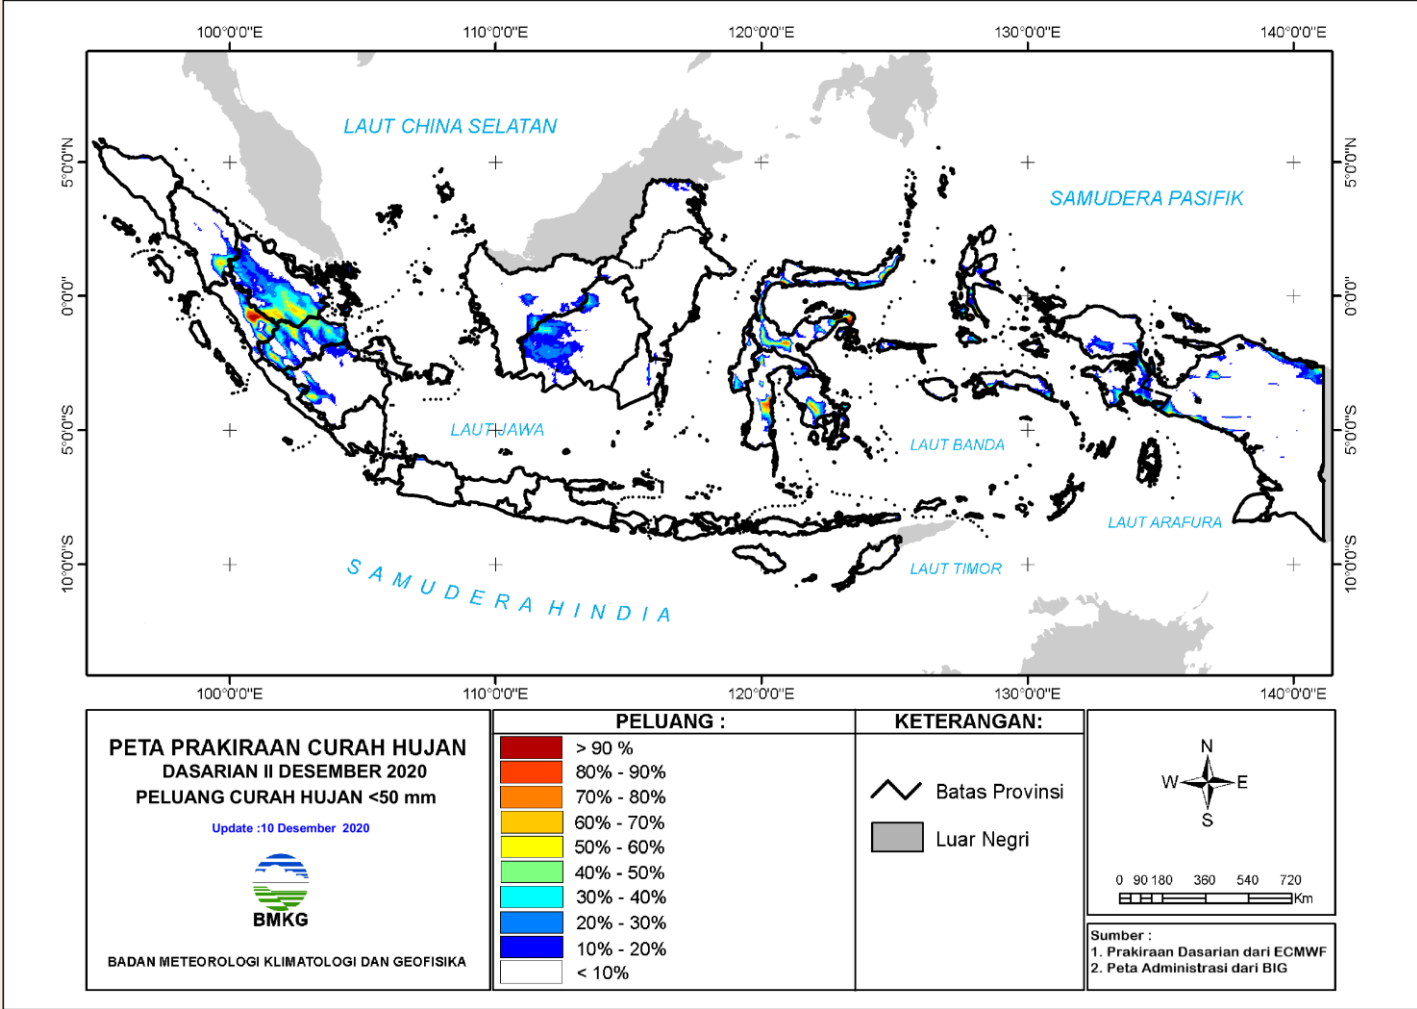 100°0'0"E 110°0'0"E 120°0'0"E 130°0'0"E 140°0'0"E
5°0'0"N 5°0'0"N
LAUT CHINA SELATAN
SAMUDERA PASIFIK
0°0'0" 0°0'0"
5°0'0"S 5°0'0"S
LAUT JAWA
LAUT BANDA
LAUT ARAFURA
10°0'0"S 10°0'0"S
LAUT TIMOR
SAMUDERA HINDIA
100°0'0"E 110°0'0"E 120°0'0"E 130°0'0"E 140°0'0"E
PETA PRAKIRAAN CURAH HUJAN
DASARIAN II DESEMBER 2020
PELUANG CURAH HUJAN <50 mm
Update :10 Desember 2020
BMKG
BADAN METEOROLOGI KLIMATOLOGI DAN GEOFISIKA
PELUANG :
> 90 %
80% - 90%
70% - 80%
60% - 70%
50% - 60%
40% - 50%
30% - 40%
20% - 30%
10% - 20%
< 10%
KETERANGAN:
Batas Provinsi
Luar Negri
N
W E
S
0 90 180 360 540 720
Km
Sumber :
1. Prakiraan Dasarian dari ECMWF
2. Peta Administrasi dari BIG